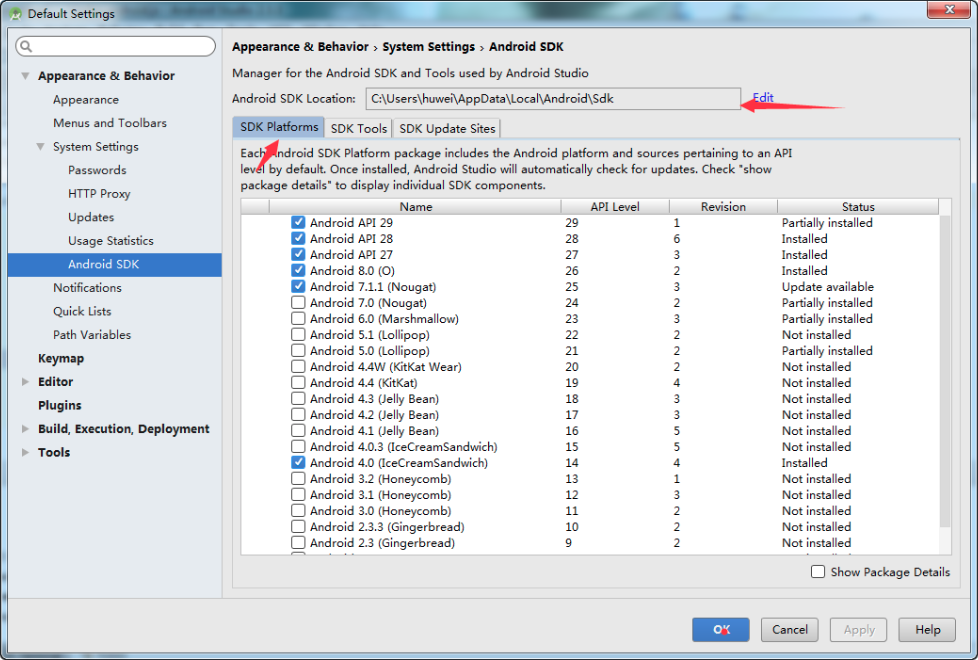 Default Settings
Appearance & Behavior
Appearance
Menus and Toolbars
System Settings
Passwords
HTTP Proxy
Updates
Usage Statistics
Android SDK
Notifications
Quick Lists
Path Variables
Keymap
Editor
Plugins
Build, Execution, Deployment
Tools
Appearance & Behavior › System Settings › Android SDK
Manager for the Android SDK and Tools used by Android Studio
Android SDK Location: C:\Users\huwei\AppData\Local\Android\Sdk Edit
SDK Platforms SDK Tools SDK Update Sites
Each Android SDK Platform package includes the Android platform and sources pertaining to an API
level by default. Once installed, Android Studio will automatically check for updates. Check "show
package details" to display individual SDK components.
Name API Level Revision Status
Android API 29 29 1 Partially installed
Android API 28 28 6 Installed
Android API 27 27 3 Installed
Android 8.0 (O) 26 2 Installed
Android 7.1.1 (Nougat) 25 3 Update available
Android 7.0 (Nougat) 24 2 Partially installed
Android 6.0 (Marshmallow) 23 3 Partially installed
Android 5.1 (Lollipop) 22 2 Not installed
Android 5.0 (Lollipop) 21 2 Partially installed
Android 4.4W (KitKat Wear) 20 2 Not installed
Android 4.4 (KitKat) 19 4 Not installed
Android 4.3 (Jelly Bean) 18 3 Not installed
Android 4.2 (Jelly Bean) 17 3 Not installed
Android 4.1 (Jelly Bean) 16 5 Not installed
Android 4.0.3 (IceCreamSandwich) 15 5 Not installed
Android 4.0 (IceCreamSandwich) 14 4 Installed
Android 3.2 (Honeycomb) 13 1 Not installed
Android 3.1 (Honeycomb) 12 3 Not installed
Android 3.0 (Honeycomb) 11 2 Not installed
Android 2.3.3 (Gingerbread) 10 2 Not installed
Android 2.3 (Gingerbread) 9 2 Not installed
Show Package Details
OK Cancel Apply Help